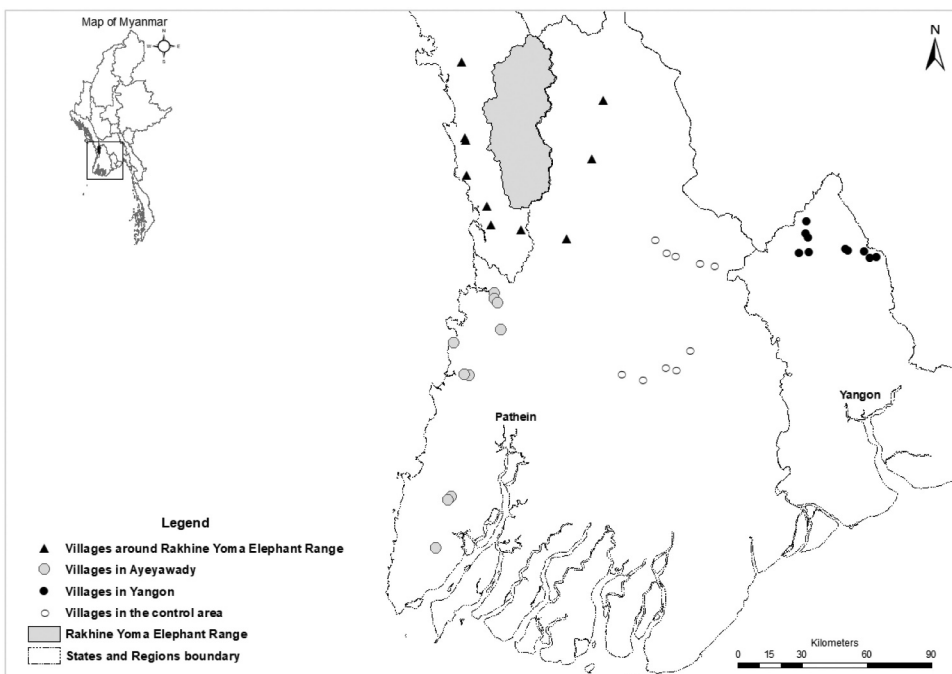 Map of Myanmar
N
W E
S
N
Pathein
Yangon
Legend
Villages around Rakhine Yoma Elephant Range
Villages in Ayeyawady
Villages in Yangon
Villages in the control area
Rakhine Yoma Elephant Range
States and Regions boundary
Kilometers
0 15 30 60 90